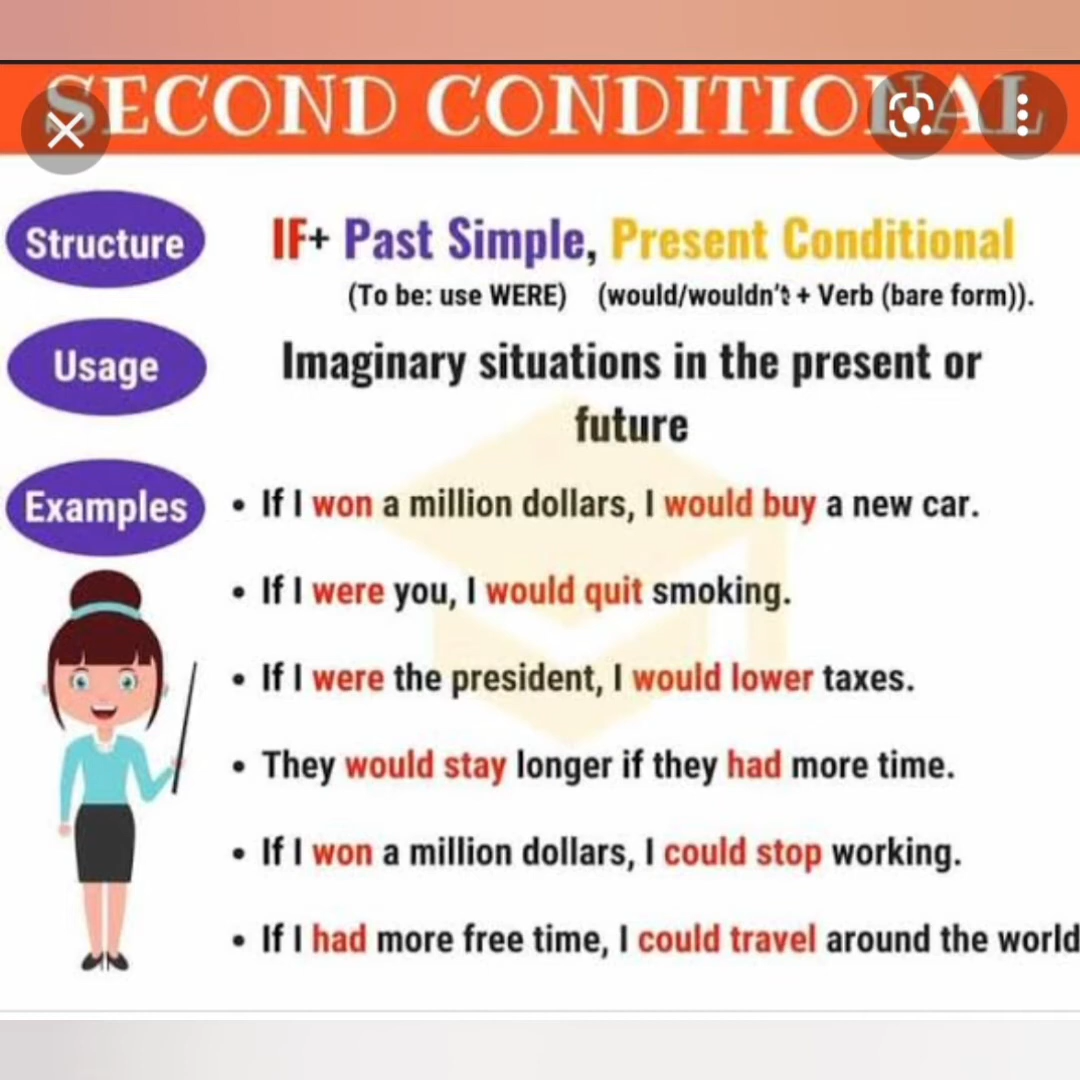 SECOND CONDITIONAL
Structure
IF+ Past Simple, Present Conditional
(To be: use WERE) (would/wouldn't + Verb (bare form)).
Usage
Imaginary situations in the present or
future
Examples
• If I won a million dollars, I would buy a new car.
• If I were you, I would quit smoking.
• If I were the president, I would lower taxes.
• They would stay longer if they had more time.
• If I won a million dollars, I could stop working.
• If I had more free time, I could travel around the world